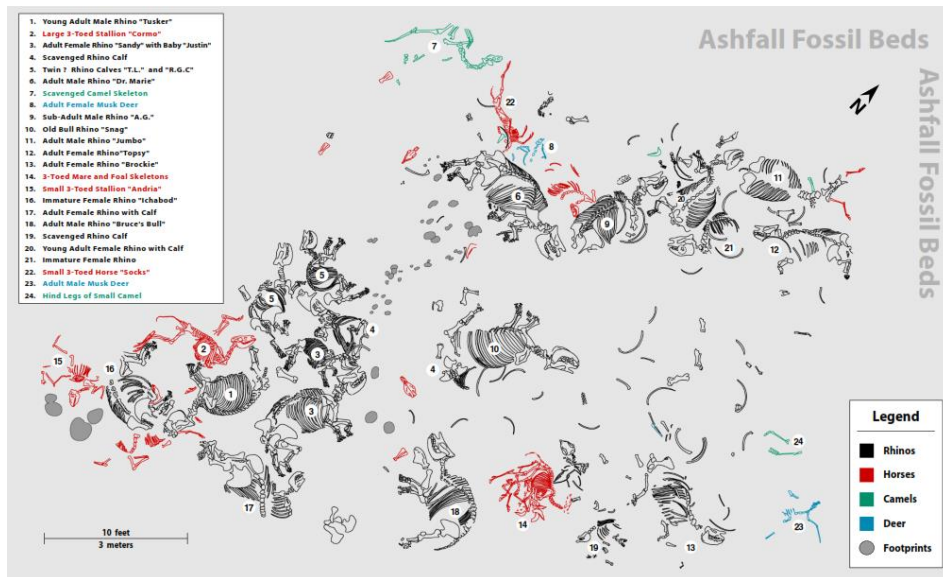 1. Young Adult Male Rhino "Tusker"
2. Large 3-Toed Stallion "Cormo"
3. Adult Female Rhino "Sandy" with Baby "Justin"
4. Scavenged Rhino Calf
5. Twin ? Rhino Calves "T.L." and "R.G.C"
6. Adult Male Rhino "Dr. Marie"
7. Scavenged Camel Skeleton
8. Adult Female Musk Deer
9. Sub-Adult Male Rhino "A.G."
10. Old Bull Rhino "Snag"
11. Adult Male Rhino "Jumbo"
12. Adult Female Rhino"Topsy"
13. Adult Female Rhino "Brockie"
14. 3-Toed Mare and Foal Skeletons
15. Small 3-Toed Stallion "Andria"
16. Immature Female Rhino "Ichabod"
17. Adult Female Rhino with Calf
18. Adult Male Rhino "Bruce's Bull"
19. Scavenged Rhino Calf
20. Young Adult Female Rhino with Calf
21. Immature Female Rhino
22. Small 3-Toed Horse "Socks"
23. Adult Male Musk Deer
24. Hind Legs of Small Camel
Ashfall Fossil Beds
Ashfall Fossil Beds
N
7
22
8
6
9
20
11
21
12
5
5
4
2
3
15
16
1
10
4
3
17
18
14
19
13
24
23
10 feet
3 meters
Legend
Rhinos
Horses
Camels
Deer
Footprints